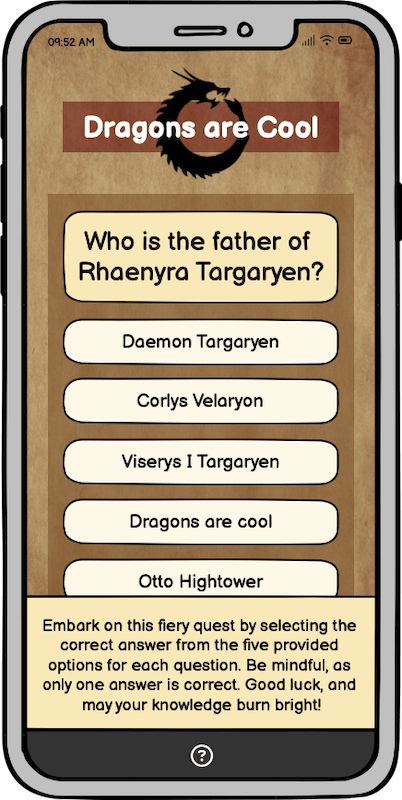 09:52 AM
Dragons are Cool
Who is the father of
Rhaenyra Targaryen?
Daemon Targaryen
Corlys Velaryon
Viserys I Targaryen
Dragons are cool
Otto Hightower
Embark on this fiery quest by selecting the
correct answer from the five provided
options for each question. Be mindful, as
only one answer is correct. Good luck, and
may your knowledge burn bright!
?